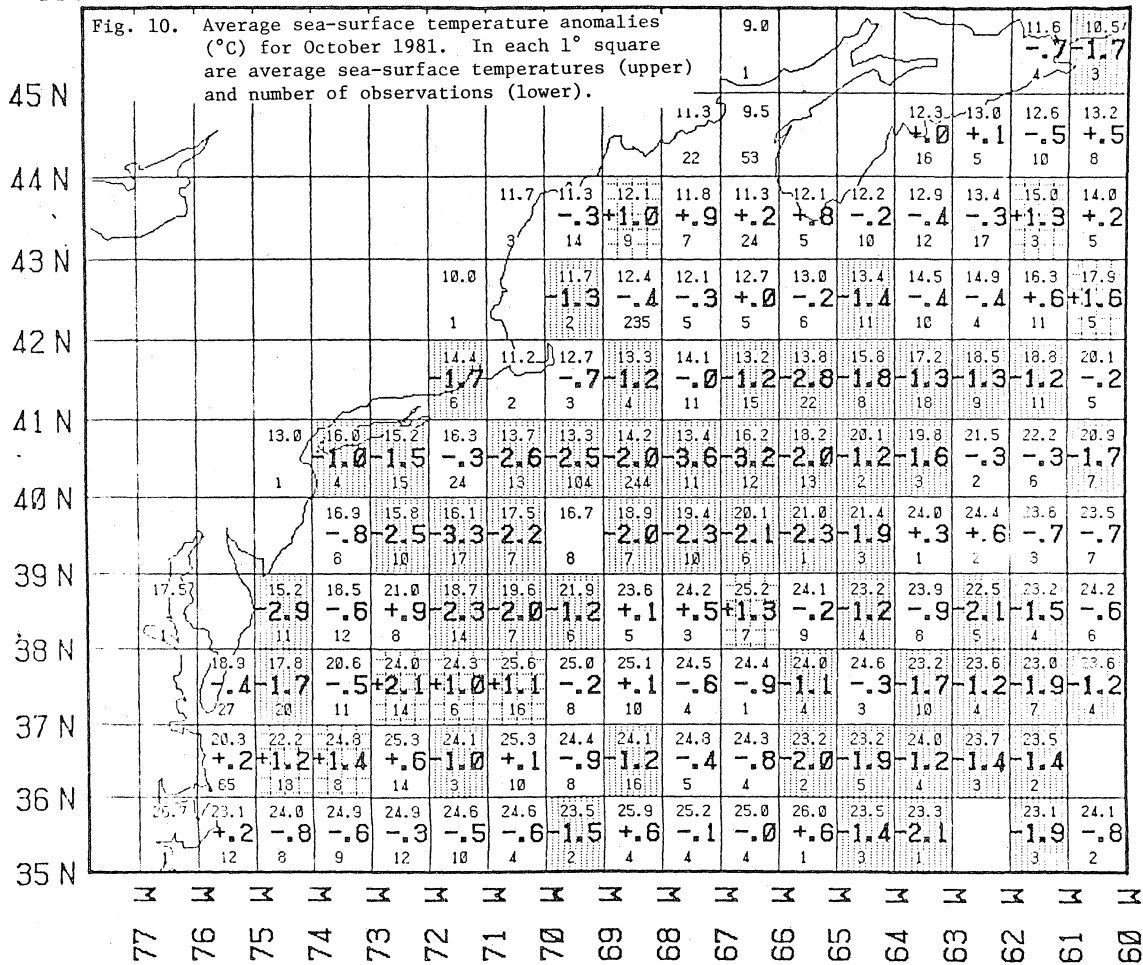 Fig. 10. Average sea-surface temperature anomalies
(°C) for October 1981. In each 1° square
are average sea-surface temperatures (upper)
and number of observations (lower).
9.0 11.6 10.5
-.7 -1.7
1 4 3
45 N
11.3 9.5 12.3 13.0 12.6 13.2
+.0 +.1 -.5 +.5
22 53 16 5 10 8
44 N
11.7 11.3 12.1 11.8 11.3 12.1 12.2 12.9 13.4 15.0 14.0
-.3 +1.0 +.9 +.2 +.8 -.2 -.4 -.3 +1.3 +.2
3 14 9 7 24 5 10 12 17 3 5
43 N
10.0 11.7 12.4 12.1 12.7 13.0 13.4 14.5 14.9 16.3 17.9
-1.3 -.4 -.3 +.0 -.2 -1.4 -.4 -.4 +.6 +1.6
1 2 235 5 5 6 11 10 4 11 5
42 N
14.4 11.2 12.7 13.3 14.1 13.2 13.8 15.8 17.2 18.5 18.8 20.1
-1.7 -.7 -1.2 -.0 -1.2 -2.8 -1.8 -1.3 -1.3 -1.2 -.2
6 2 3 4 11 15 22 8 18 9 11 5
41 N
13.0 16.0 15.2 16.3 13.7 13.3 14.2 13.4 16.2 18.2 20.1 19.8 21.5 22.2 20.9
-1.0 -1.5 -.3 -2.6 -2.5 -2.0 -3.6 -3.2 -2.0 -1.2 -1.6 -.3 -.3 -1.7
1 4 15 24 13 104 244 11 12 13 2 3 2 6 7
40 N
16.9 15.8 16.1 17.5 16.7 18.9 19.4 20.1 21.0 21.4 24.0 24.4 23.6 23.5
-.8 -2.5 -3.3 -2.2 -2.0 -2.3 -2.1 -2.3 -1.9 +.3 +.6 -.7 -.7
8 10 17 7 8 7 10 6 1 3 1 2 3 7
39 N
17.5 15.2 18.5 21.0 18.7 19.6 21.9 23.6 24.2 25.2 24.1 23.2 23.9 22.5 23.2 24.2
-2.9 -.6 +.9 -2.3 -2.0 -1.2 +.1 +.5 +1.3 -.2 -1.2 -.9 -2.1 -1.5 -.6
1 11 12 8 14 7 6 5 3 7 9 4 8 5 4 6
38 N
18.9 17.8 20.6 24.0 24.3 25.6 25.0 25.1 24.5 24.4 24.0 24.6 23.2 23.6 23.0 23.6
-.4 -1.7 -.5 +2.1 +1.0 +1.1 -.2 +.1 -.6 -.9 -1.1 -.3 -1.7 -1.2 -1.9 -1.2
27 20 11 14 6 16 8 10 4 1 4 3 10 4 7 4
37 N
20.3 22.2 24.8 25.3 24.1 25.3 24.4 24.1 24.8 24.3 23.2 23.2 24.0 23.7 23.5
+.2 +1.2 +1.4 +.6 -1.0 +.1 -.9 -1.2 -.4 -.8 -2.0 -1.9 -1.2 -1.4 -1.4
65 18 8 14 3 10 8 16 5 4 2 5 4 3 2
36 N
23.1 24.0 24.9 24.9 24.6 24.6 23.5 25.9 25.2 25.0 26.0 23.5 23.3 23.1 24.1
+.2 -.8 -.6 -.3 -.5 -.6 -1.5 +.6 -.1 -.0 +.6 -1.4 -2.1 -1.9 -.8
12 8 9 12 10 4 2 4 4 4 1 3 1 3 2
35 N
77 W 76 W 75 W 74 W 73 W 72 W 71 W 70 W 69 W 68 W 67 W 66 W 65 W 64 W 63 W 62 W 61 W 60 W